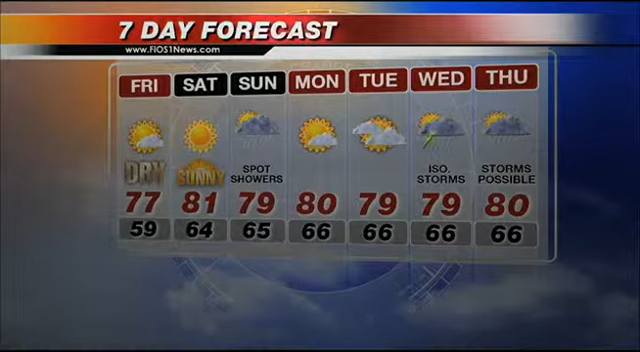 7 DAY FORECAST
www.FiOS1News.com
FRI SAT SUN MON TUE WED THU
DRY SUNNY SPOT SHOWERS ISO. STORMS STORMS POSSIBLE
77 81 79 80 79 79 80
59 64 65 66 66 66 66